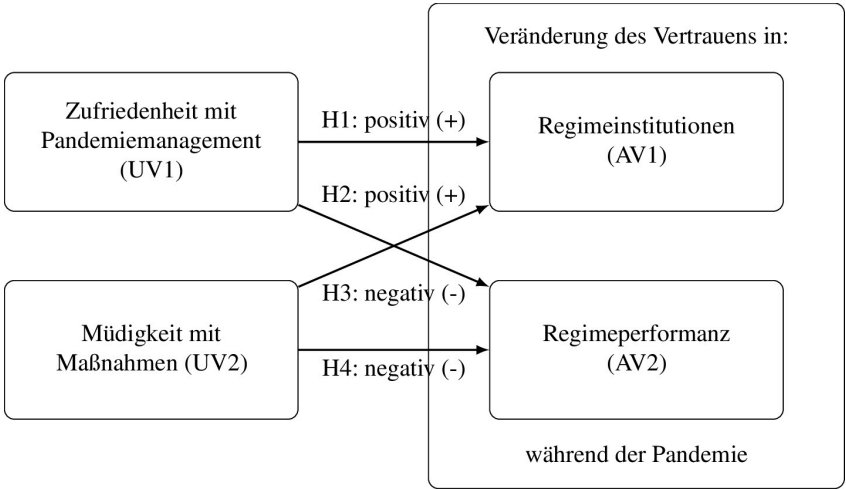 Veränderung des Vertrauens in:
Zufriedenheit mit
Pandemiemanagement
(UV1)
H1: positiv (+)
Regimeinstitutionen
(AV1)
H2: positiv (+)
H3: negativ (-)
Müdigkeit mit
Maßnahmen (UV2)
H4: negativ (-)
Regimeperformanz
(AV2)
während der Pandemie